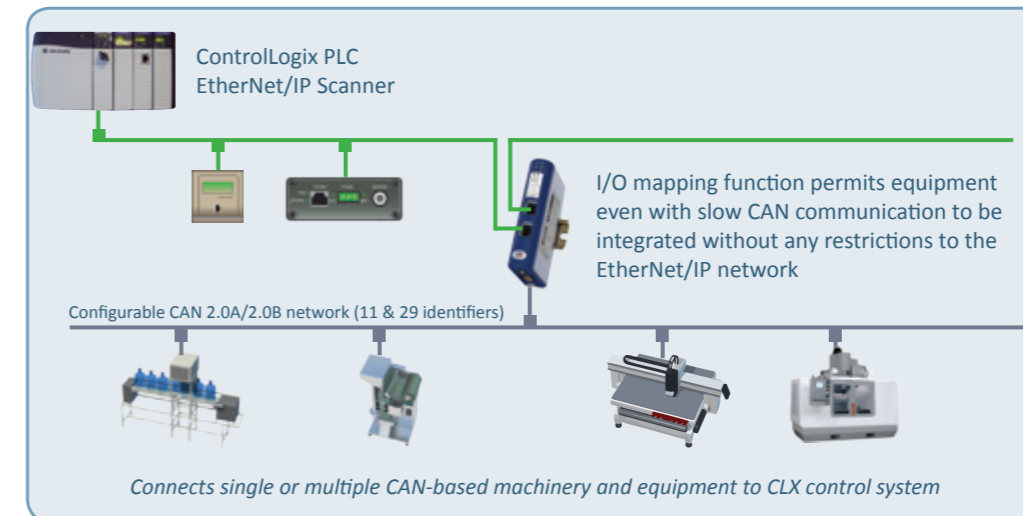 ControlLogix PLC
EtherNet/IP Scanner
I/O mapping function permits equipment
even with slow CAN communication to be
integrated without any restrictions to the
EtherNet/IP network
Configurable CAN 2.0A/2.0B network (11 & 29 identifiers)
Connects single or multiple CAN-based machinery and equipment to CLX control system